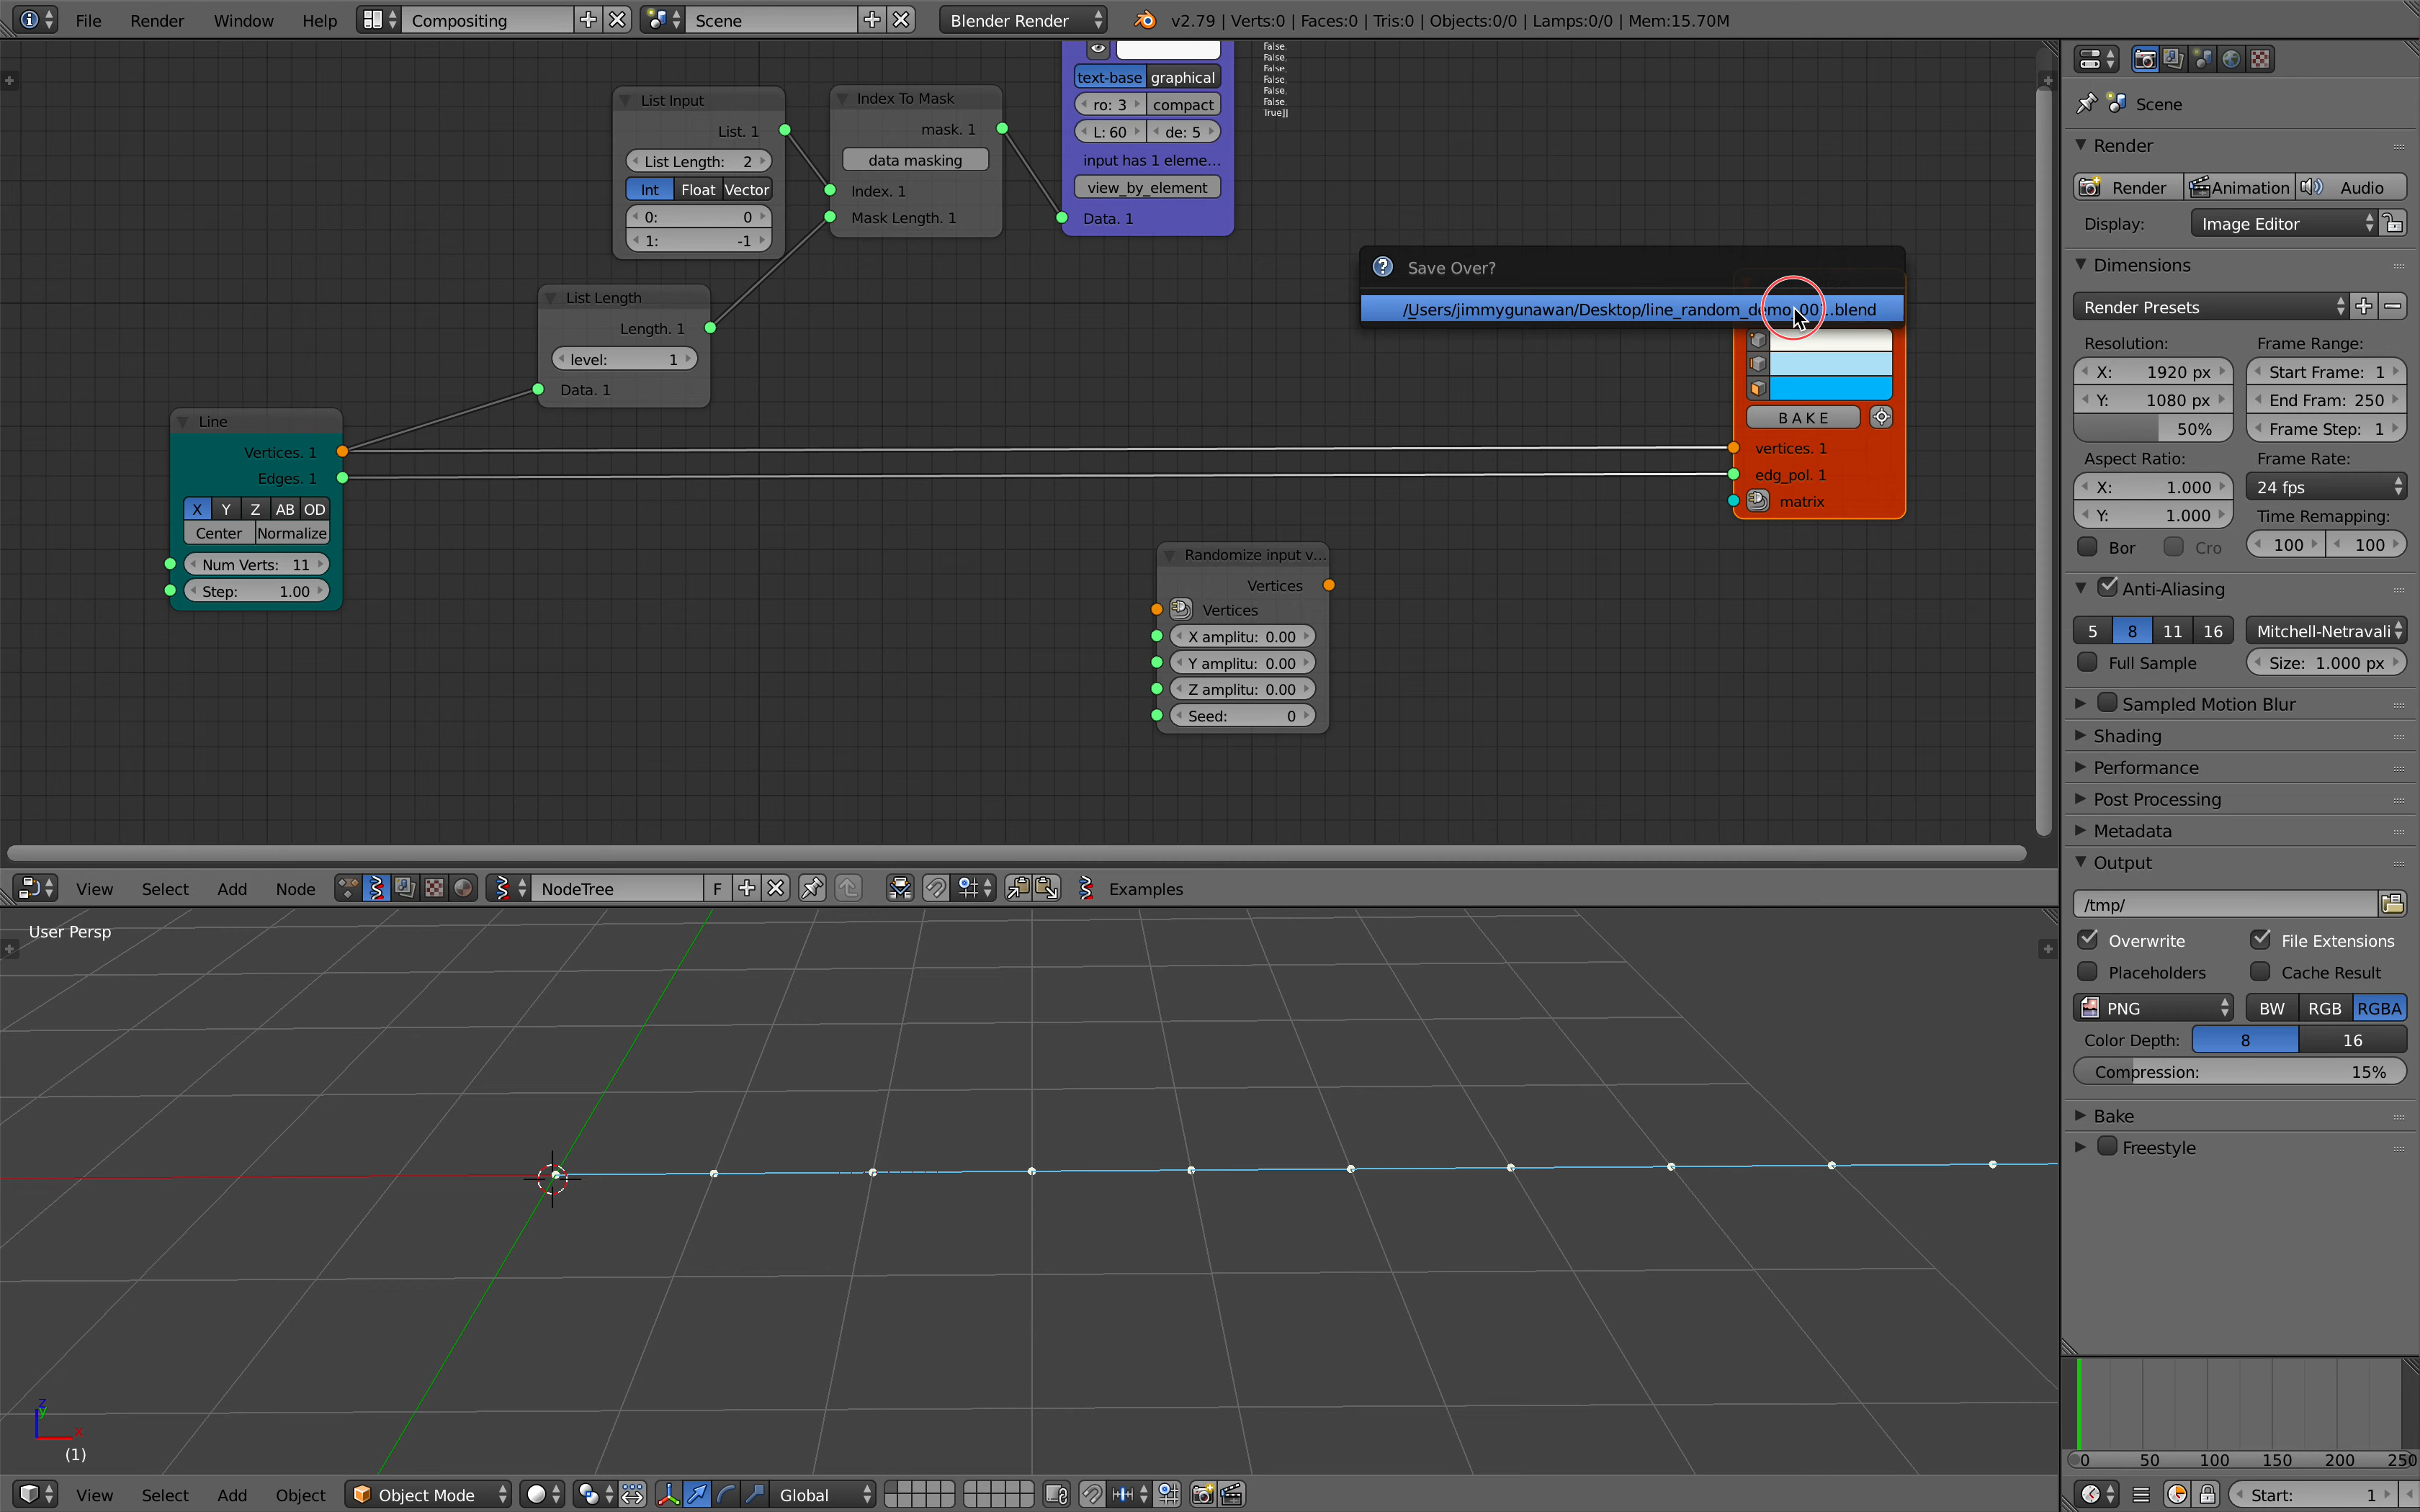 File Render Window Help Compositing Scene Blender Render v2.79 | Verts:0 | Faces:0 | Tris:0 | Objects:0/0 | Lamps:0/0 | Mem:15.70M
False,
False,
False,
False,
False,
False,
True]]
text-base graphical
ro: 3 compact
L: 60 de: 5
input has 1 eleme...
view_by_element
Data. 1
List Input
List. 1
List Length: 2
Int Float Vector
0: 0
1: -1
Index To Mask
mask. 1
data masking
Index. 1
Mask Length. 1
List Length
Length. 1
level: 1
Data. 1
Line
Vertices. 1
Edges. 1
X Y Z AB OD
Center Normalize
Num Verts: 11
Step: 1.00
Save Over?
/Users/jimmygunawan/Desktop/line_random_demo_001.blend
BAKE
vertices. 1
edg_pol. 1
matrix
Randomize input v...
Vertices
Vertices
X amplitu: 0.00
Y amplitu: 0.00
Z amplitu: 0.00
Seed: 0
View Select Add Node NodeTree F Examples
User Persp
z
y
x
(1)
View Select Add Object Object Mode Global
Scene
Render
Render Animation Audio
Display: Image Editor
Dimensions
Render Presets
Resolution: Frame Range:
X: 1920 px Start Frame: 1
Y: 1080 px End Fram: 250
50% Frame Step: 1
Aspect Ratio: Frame Rate:
X: 1.000 24 fps
Y: 1.000 Time Remapping:
Bor Cro 100 100
Anti-Aliasing
5 8 11 16 Mitchell-Netravali
Full Sample Size: 1.000 px
Sampled Motion Blur
Shading
Performance
Post Processing
Metadata
Output
/tmp/
Overwrite File Extensions
Placeholders Cache Result
PNG BW RGB RGBA
Color Depth: 8 16
Compression: 15%
Bake
Freestyle
0 50 100 150 200 250
Start: 1